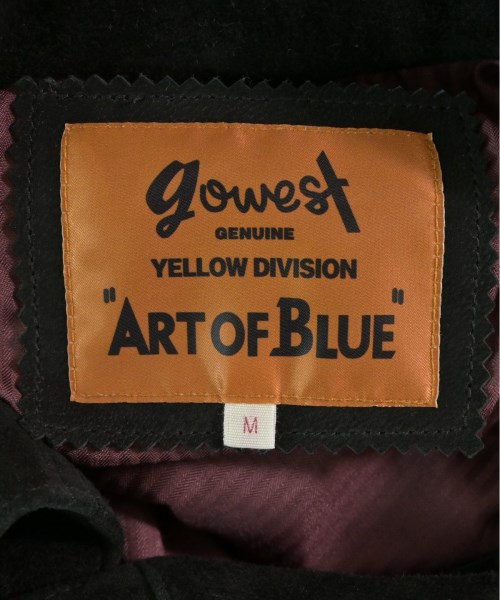 gowest
GENUINE
YELLOW DIVISION
"ART OF BLUE"
M